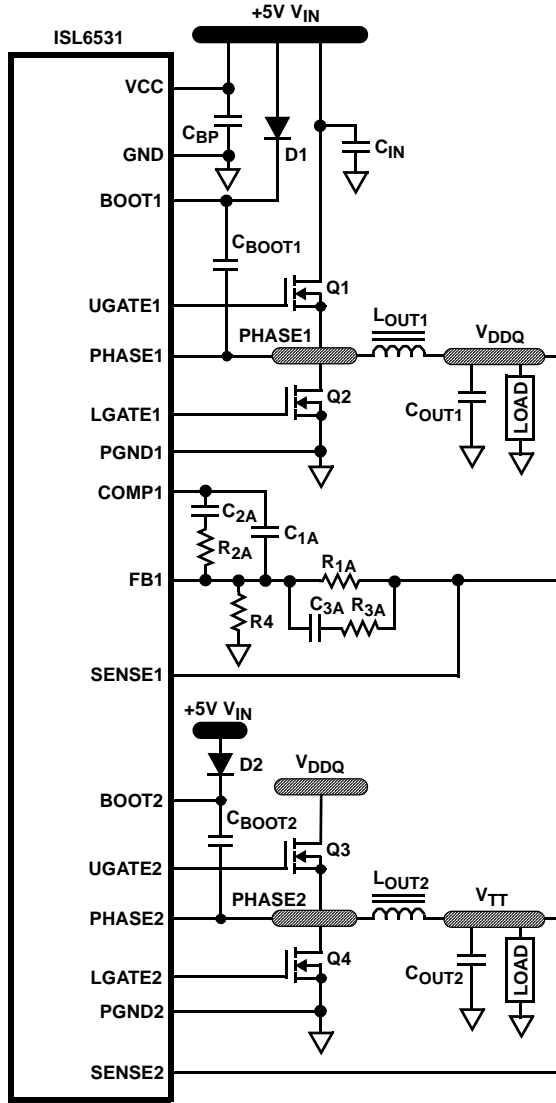 +5V VIN
ISL6531
VCC
CBP
GND
D1
CIN
BOOT1
CBOOT1
UGATE1
Q1
PHASE1
PHASE1
LOUT1
VDDQ
LGATE1
Q2
COUT1
LOAD
PGND1
COMP1
C2A
C1A
R2A
R1A
FB1
C3A
R3A
R4
SENSE1
+5V VIN
D2
VDDQ
BOOT2
CBOOT2
UGATE2
Q3
PHASE2
PHASE2
LOUT2
VTT
LGATE2
Q4
COUT2
LOAD
PGND2
SENSE2